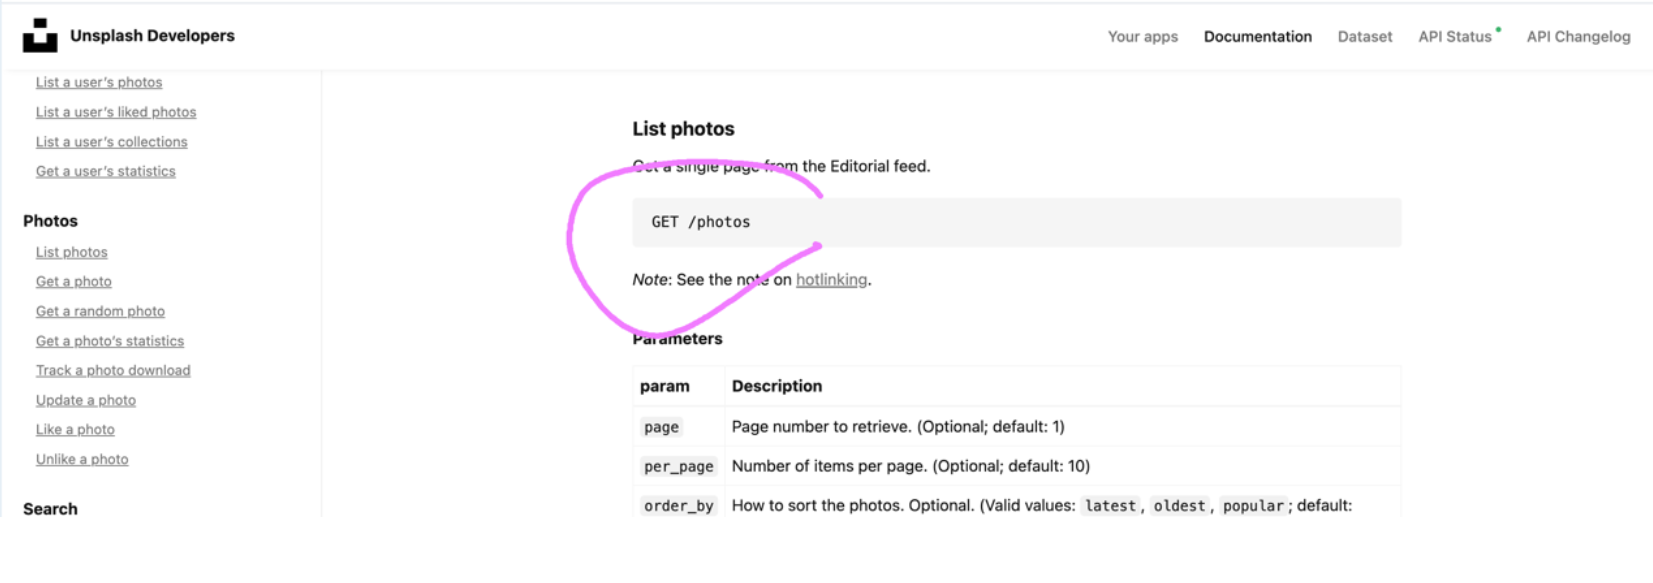 Unsplash Developers
Your apps Documentation Dataset API Status API Changelog
List a user's photos
List a user's liked photos
List a user's collections
Get a user's statistics
Photos
List photos
Get a photo
Get a random photo
Get a photo's statistics
Track a photo download
Update a photo
Like a photo
Unlike a photo
Search
List photos
Get a single page from the Editorial feed.
GET /photos
Note: See the note on hotlinking.
Parameters
param Description
page Page number to retrieve. (Optional; default: 1)
per_page Number of items per page. (Optional; default: 10)
order_by How to sort the photos. Optional. (Valid values: latest, oldest, popular; default: